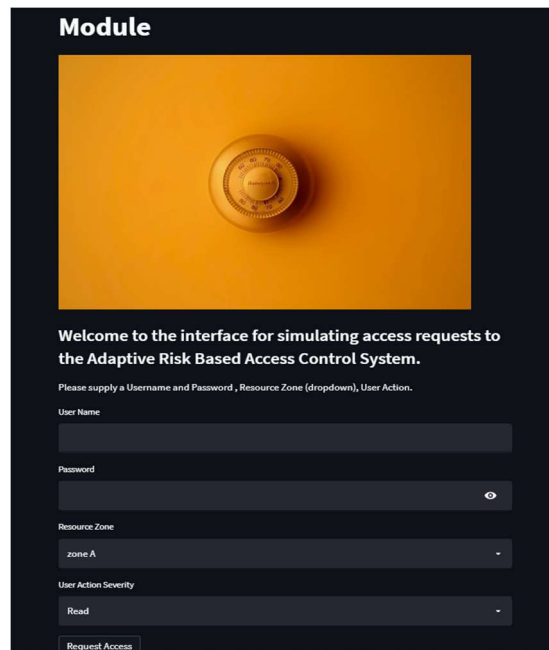 Module
Welcome to the interface for simulating access requests to
the Adaptive Risk Based Access Control System.
Please supply a Username and Password , Resource Zone (dropdown), User Action.
User Name
Password
Resource Zone
zone A
User Action Severity
Read
Request Access